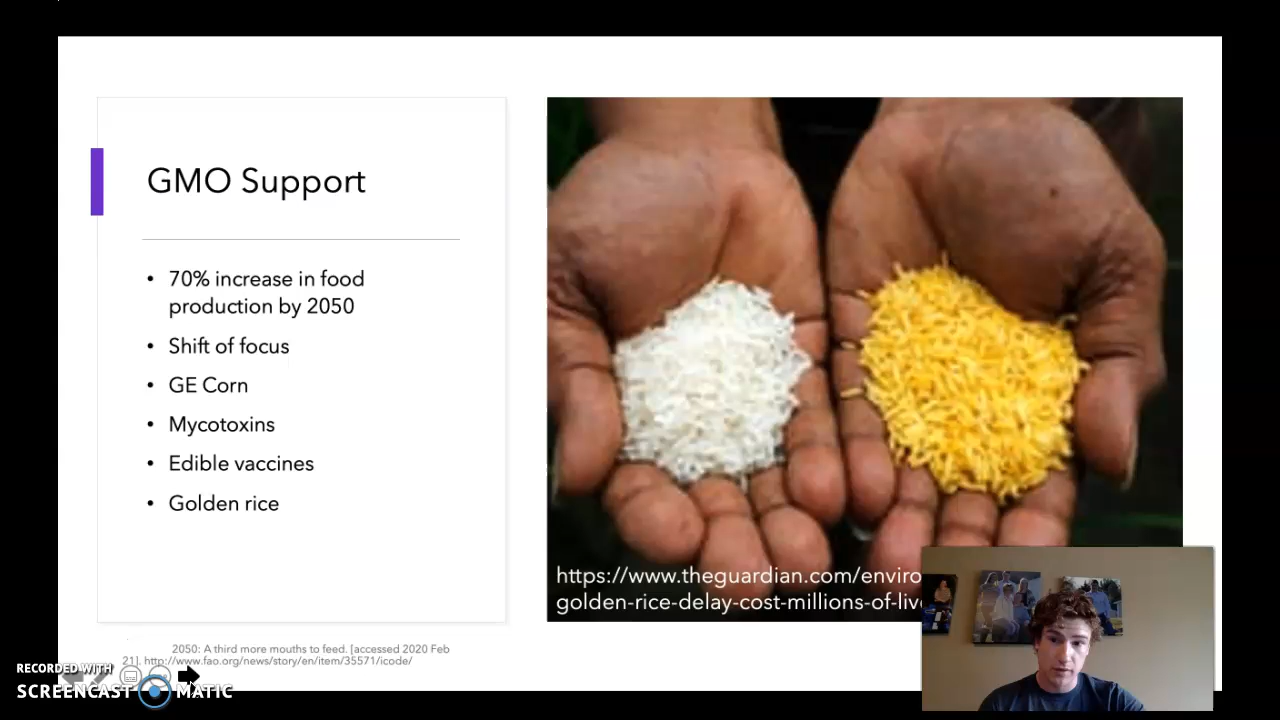 GMO Support
• 70% increase in food
production by 2050
• Shift of focus
• GE Corn
• Mycotoxins
• Edible vaccines
• Golden rice
https://www.theguardian.com/enviro
golden-rice-delay-cost-millions-of-liv
2050: A third more mouths to feed. [accessed 2020 Feb
21]. http://www.fao.org/news/story/en/item/35571/icode/
RECORDED WITH
SCREENCAST MATIC